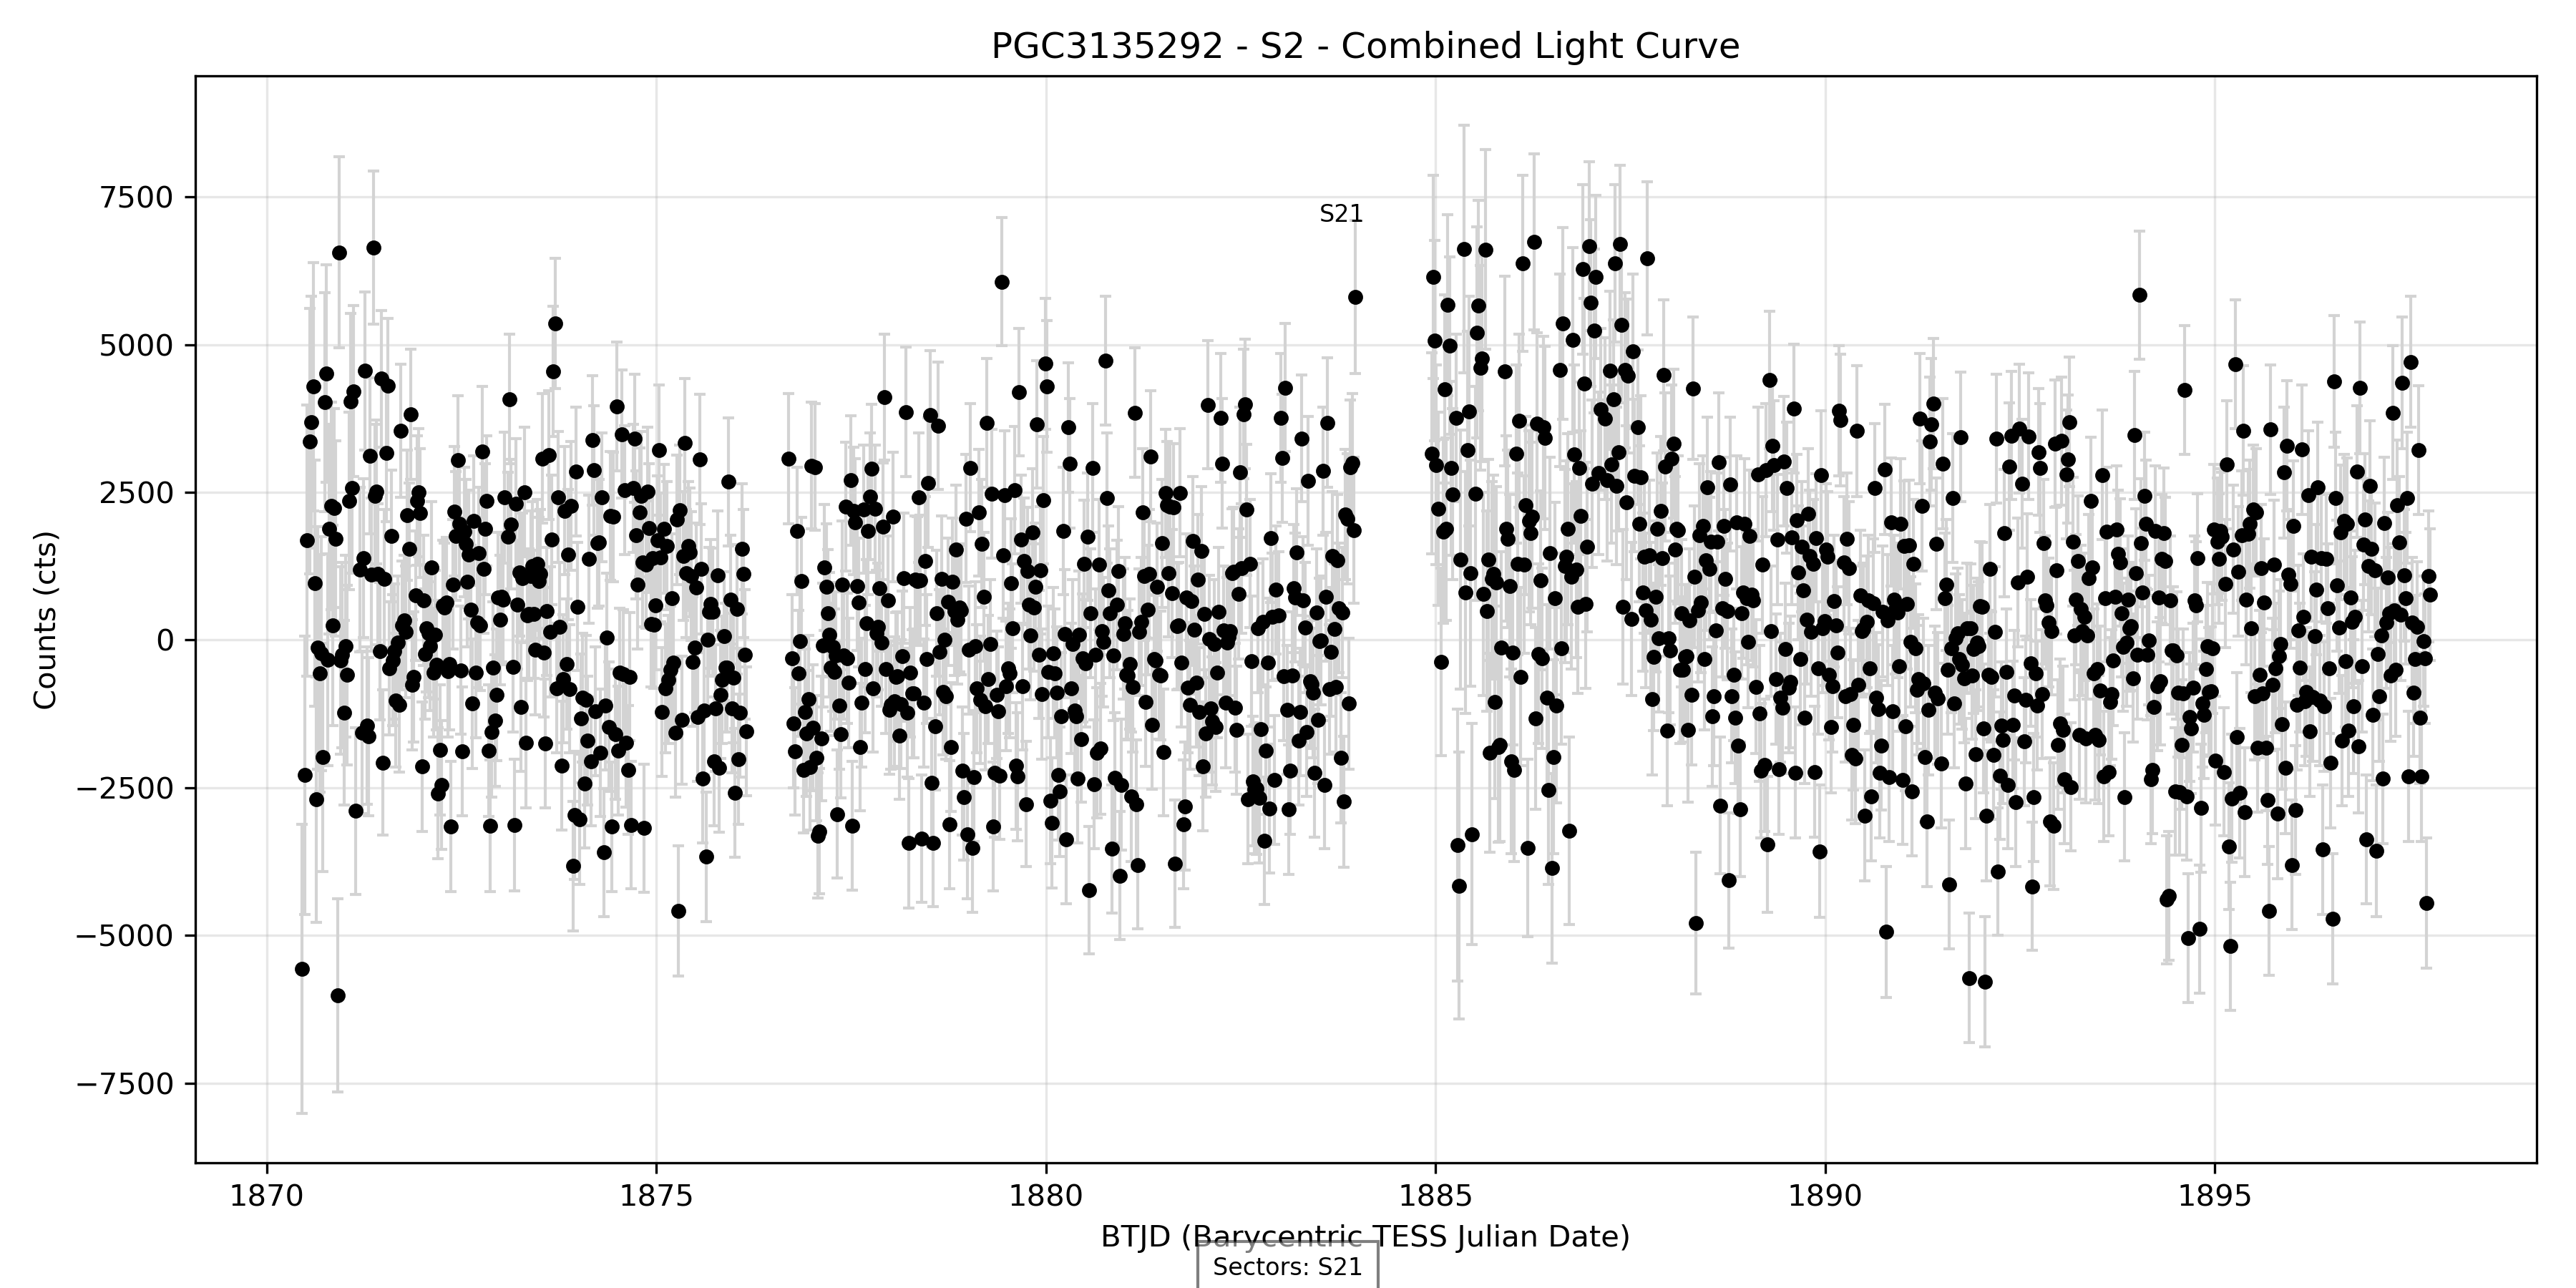 PGC3135292 - S2 - Combined Light Curve
Counts (cts)
7500
5000
2500
0
−2500
−5000
−7500
S21
1870 1875 1880 1885 1890 1895
BTJD (Barycentric TESS Julian Date)
Sectors: S21